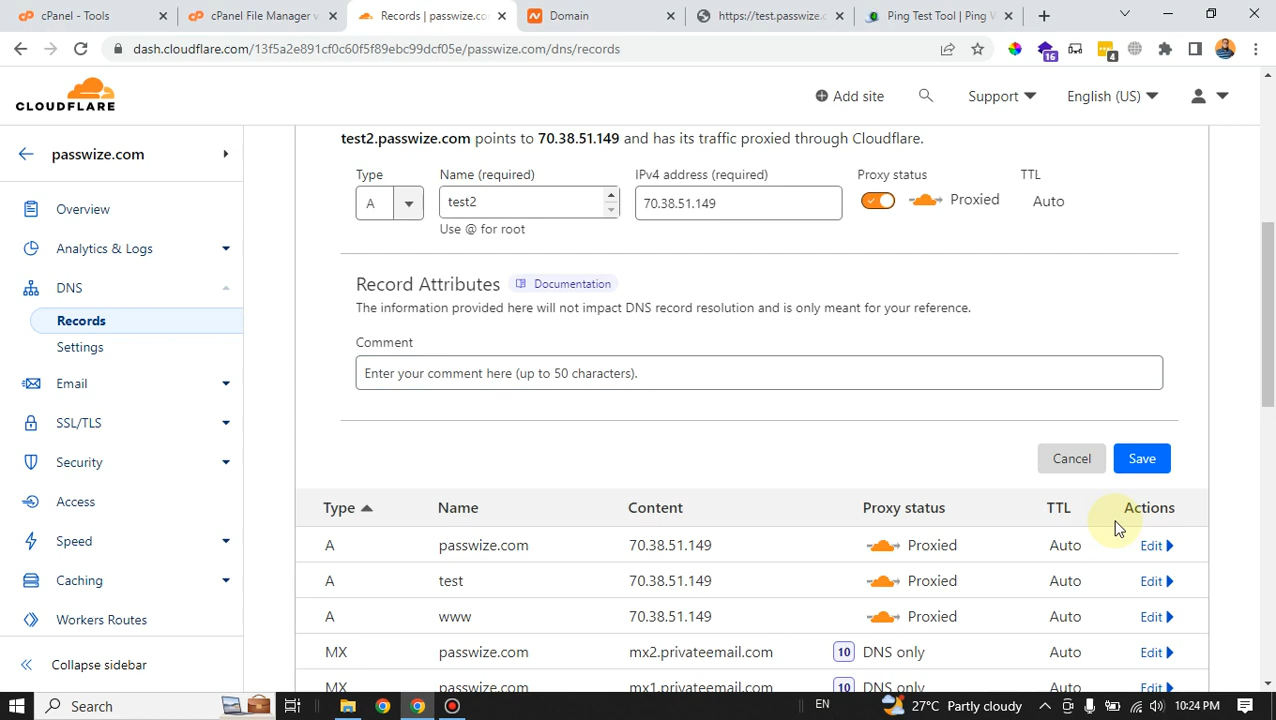 cPanel - Tools
cPanel File Manager v
Records | passwize.co
Domain
https://test.passwize.c
Ping Test Tool | Ping W
dash.cloudflare.com/13f5a2e891cf0c60f5f89ebc99dcf05e/passwize.com/dns/records
16
4
CLOUDFLARE
Add site
Support
English (US)
passwize.com
Overview
Analytics & Logs
DNS
Records
Settings
Email
SSL/TLS
Security
Access
Speed
Caching
Workers Routes
Collapse sidebar
test2.passwize.com points to 70.38.51.149 and has its traffic proxied through Cloudflare.
Type
Name (required)
IPv4 address (required)
Proxy status
TTL
A
test2
70.38.51.149
Proxied
Auto
Use @ for root
Record Attributes
Documentation
The information provided here will not impact DNS record resolution and is only meant for your reference.
Comment
Enter your comment here (up to 50 characters).
Cancel
Save
Type Name Content Proxy status TTL Actions
A passwize.com 70.38.51.149 Proxied Auto Edit
A test 70.38.51.149 Proxied Auto Edit
A www 70.38.51.149 Proxied Auto Edit
MX passwize.com mx2.privateemail.com 10 DNS only Auto Edit
MX passwize.com mx1.privateemail.com 10 DNS only Auto Edit
Search
EN
27°C Partly cloudy
10:24 PM